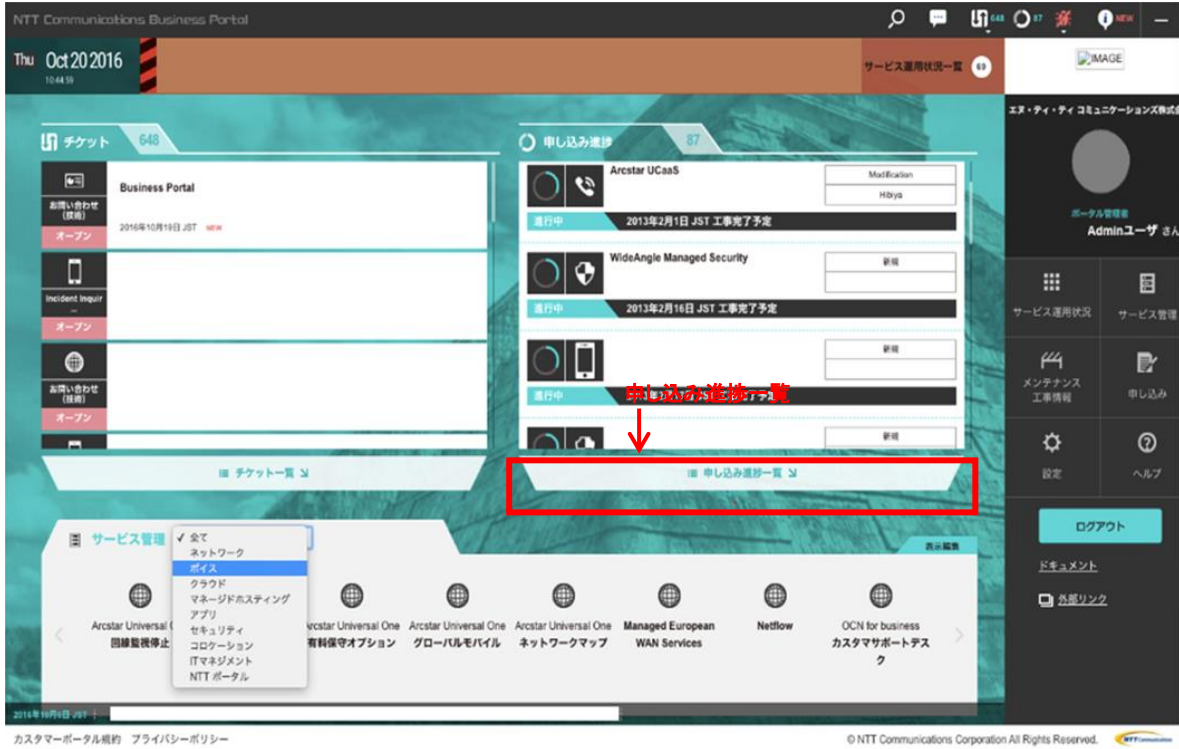 NTT Communications Business Portal
648
87
NEW
Thu Oct 20 2016
10:44:59
サービス運用状況一覧 69
IMAGE
エヌ・ティ・ティ コミュニケーションズ株式会
チケット 648
申し込み進捗 87
お問い合わせ
(技術)
オープン
Business Portal
2016年10月19日 JST NEW
Incident Inquir
...
オープン
お問い合わせ
(技術)
オープン
チケット一覧
Arcstar UCaaS
Modification
Hibiya
進行中 2013年2月1日 JST 工事完了予定
WideAngle Managed Security
新規
進行中 2013年2月16日 JST 工事完了予定
新規
進行中
申し込み進捗一覧
新規
申し込み進捗一覧
ポータル管理者
Adminユーザ さん
サービス運用状況
サービス管理
メンテナンス
工事情報
申し込み
設定
ヘルプ
ログアウト
ドキュメント
外部リンク
サービス管理
✓ 全て
ネットワーク
ボイス
クラウド
マネージドホスティング
アプリ
セキュリティ
コロケーション
ITマネジメント
NTT ポータル
表示編集
Arcstar Universal
回線監視停止
Arcstar Universal One
有料保守オプション
Arcstar Universal One
グローバルモバイル
Arcstar Universal One
ネットワークマップ
Managed European
WAN Services
Netflow
OCN for business
カスタマサポートデス
ク
カスタマーポータル規約 プライバシーポリシー
© NTT Communications Corporation All Rights Reserved.
NTT Communications